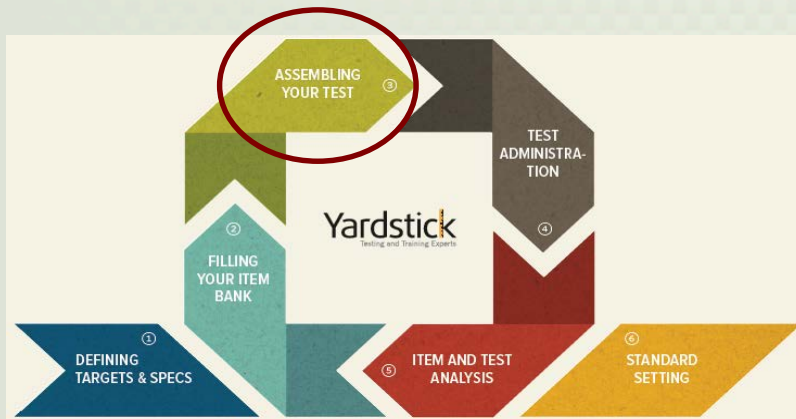 ①
DEFINING
TARGETS & SPECS
②
FILLING
YOUR ITEM
BANK
ASSEMBLING
YOUR TEST
③
TEST
ADMINISTRA-
TION
④
⑤
ITEM AND TEST
ANALYSIS
⑥
STANDARD
SETTING
Yardstick
Testing and Training Experts